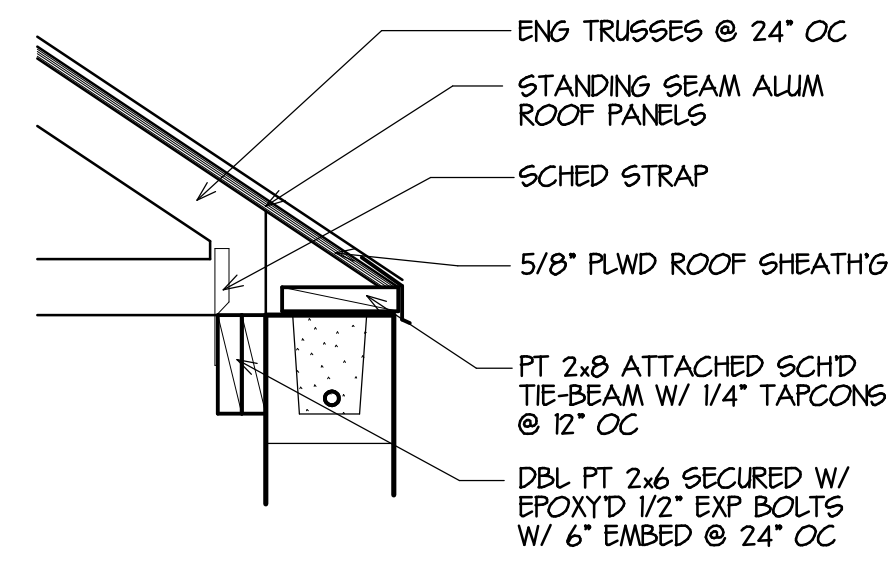 ENG TRUSSES @ 24" OC
STANDING SEAM ALUM
ROOF PANELS
SCHED STRAP
5/8" PLWD ROOF SHEATH'G
PT 2x8 ATTACHED SCH'D
TIE-BEAM W/ 1/4" TAPCONS
@ 12" OC
DBL PT 2x6 SECURED W/
EPOXY'D 1/2" EXP BOLTS
W/ 6" EMBED @ 24" OC